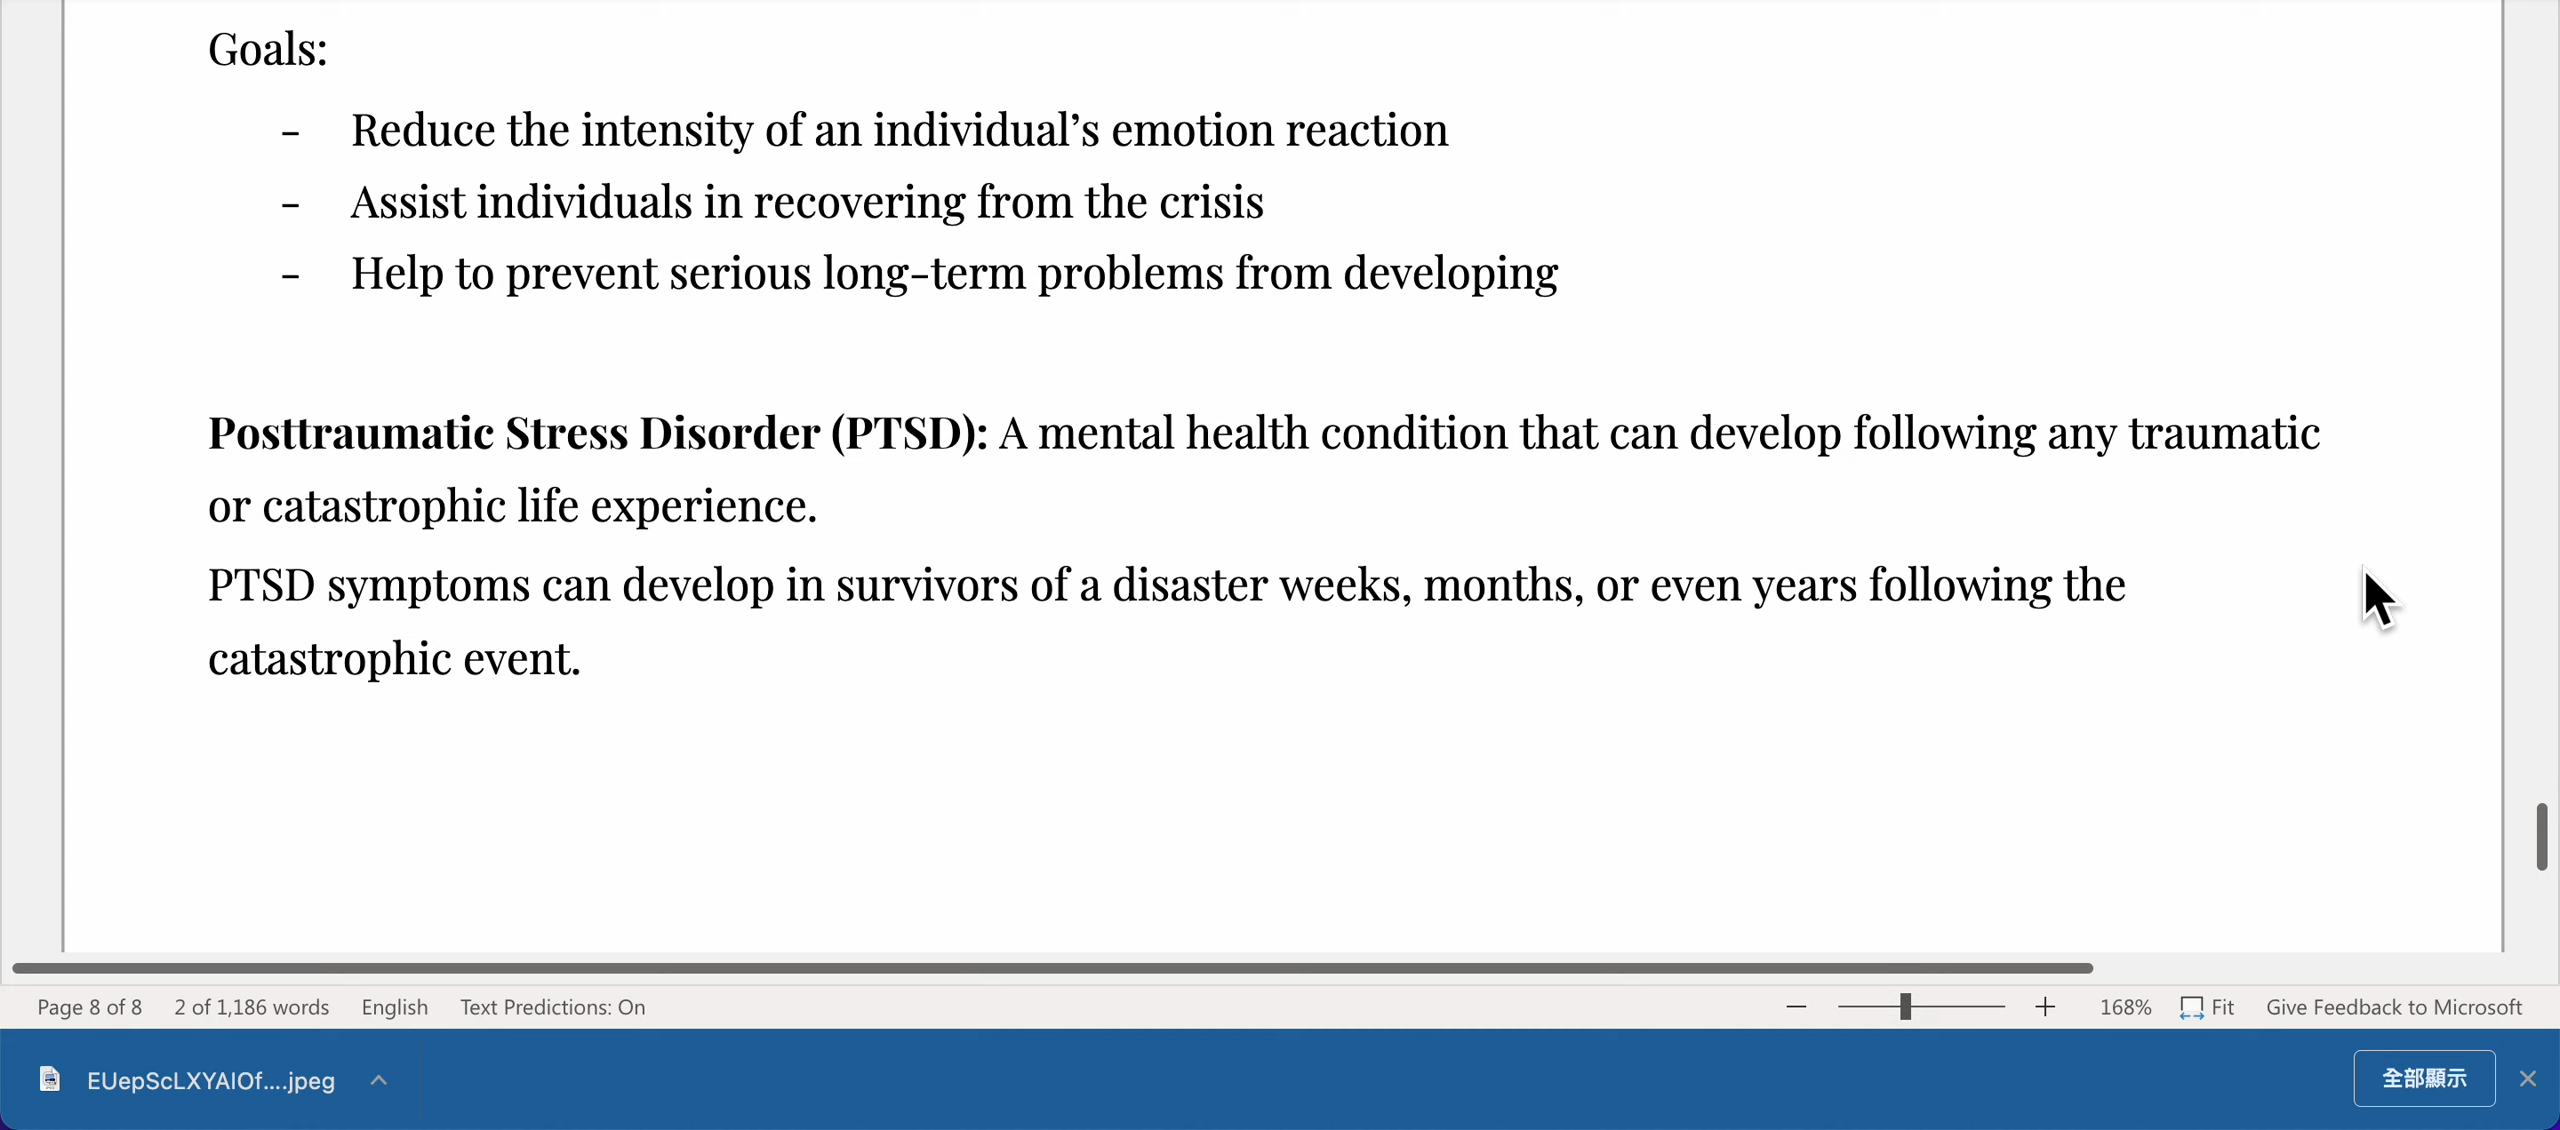 Goals:
- Reduce the intensity of an individual’s emotion reaction
- Assist individuals in recovering from the crisis
- Help to prevent serious long-term problems from developing
Posttraumatic Stress Disorder (PTSD): A mental health condition that can develop following any traumatic
or catastrophic life experience.
PTSD symptoms can develop in survivors of a disaster weeks, months, or even years following the
catastrophic event.
Page 8 of 8 2 of 1,186 words English Text Predictions: On 168% Fit Give Feedback to Microsoft
EUepScLXYAIOf....jpeg 全部顯示